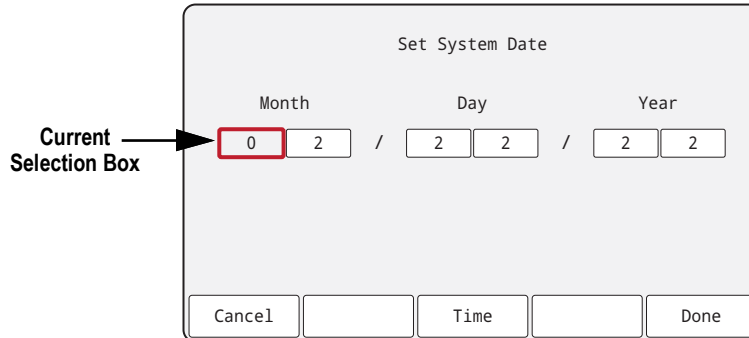 Set System Date
Month Day Year
Current
Selection Box
0 2 / 2 2 / 2 2
Cancel Time Done